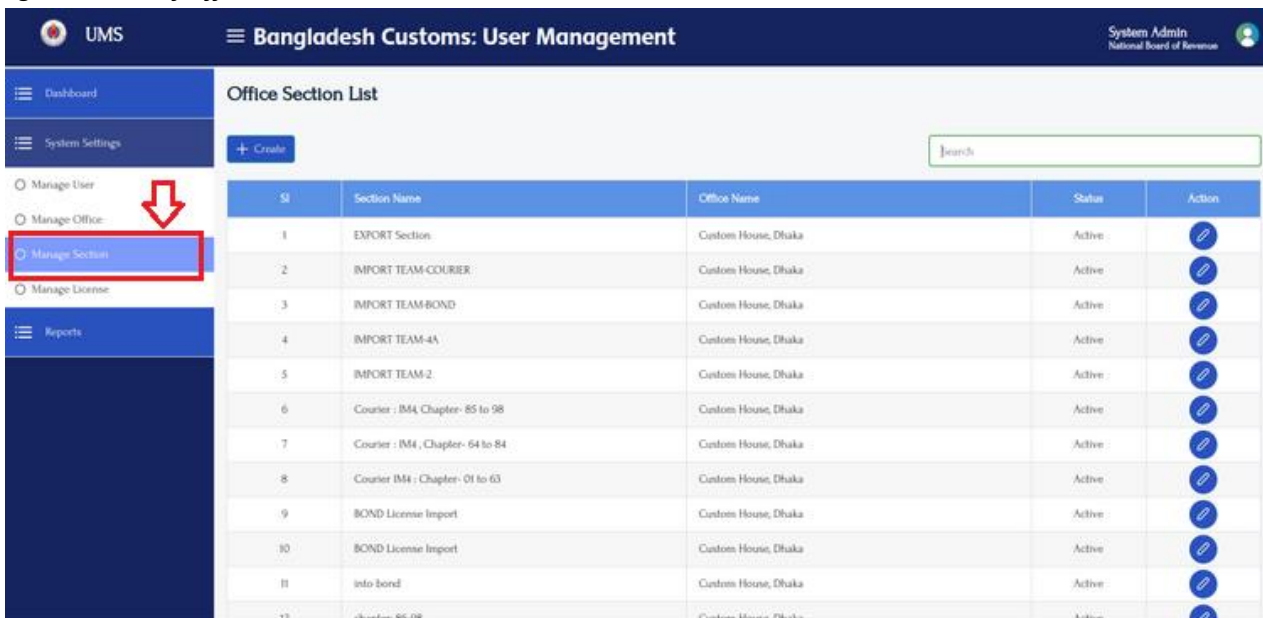 UMS
Bangladesh Customs: User Management
System Admin
National Board of Revenue
Dashboard
System Settings
Manage User
Manage Office
Manage Section
Manage License
Reports
Office Section List
+ Create
Search
Sl Section Name Office Name Status Action
1 EXPORT Section Custom House, Dhaka Active
2 IMPORT TEAM-COURIER Custom House, Dhaka Active
3 IMPORT TEAM-BOND Custom House, Dhaka Active
4 IMPORT TEAM-4A Custom House, Dhaka Active
5 IMPORT TEAM-2 Custom House, Dhaka Active
6 Courier : IM4, Chapter- 85 to 98 Custom House, Dhaka Active
7 Courier : IM4 , Chapter- 64 to 84 Custom House, Dhaka Active
8 Courier IM4 : Chapter- 01 to 63 Custom House, Dhaka Active
9 BOND License Import Custom House, Dhaka Active
10 BOND License Import Custom House, Dhaka Active
11 into bond Custom House, Dhaka Active